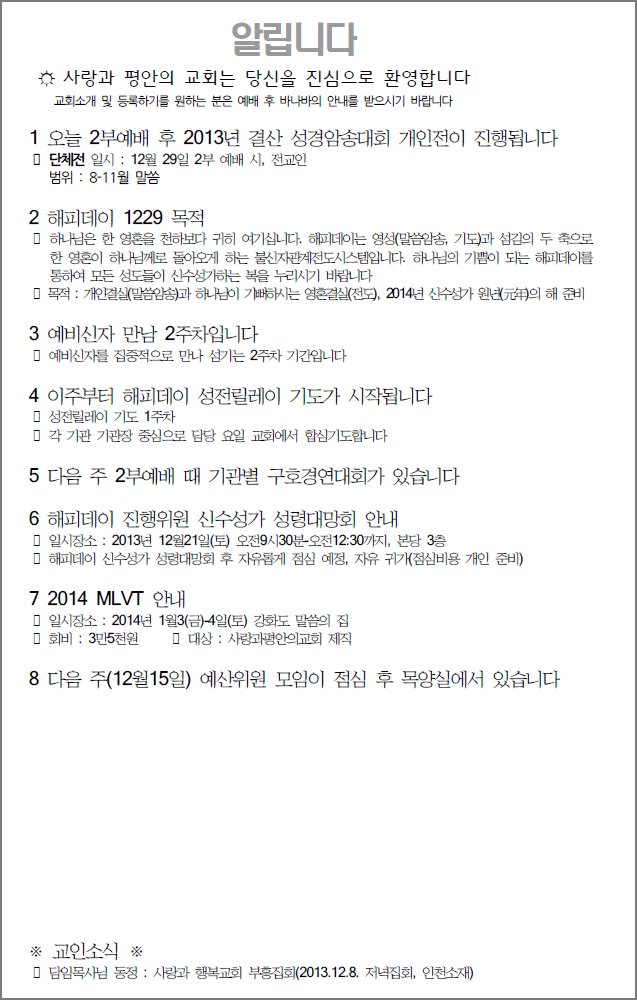 알립니다
☼ 사랑과 평안의 교회는 당신을 진심으로 환영합니다
교회소개 및 등록하기를 원하는 분은 예배 후 바나바의 안내를 받으시기 바랍니다
1 오늘 2부예배 후 2013년 결산 성경암송대회 개인전이 진행됩니다
▯ 단체전 일시 : 12월 29일 2부 예배 시, 전교인
범위 : 8-11월 말씀
2 해피데이 1229 목적
▯ 하나님은 한 영혼을 천하보다 귀히 여기십니다. 해피데이는 영성(말씀암송, 기도)과 섬김의 두 축으로
한 영혼이 하나님께로 돌아오게 하는 불신자관계전도시스템입니다. 하나님의 기쁨이 되는 해피데이를
통하여 모든 성도들이 신수성가하는 복을 누리시기 바랍니다
▯ 목적 : 개인결실(말씀암송)과 하나님이 기뻐하시는 영혼결실(전도), 2014년 신수성가 원년(元年)의 해 준비
3 예비신자 만남 2주차입니다
▯ 예비신자를 집중적으로 만나 섬기는 2주차 기간입니다
4 이주부터 해피데이 성전릴레이 기도가 시작됩니다
▯ 성전릴레이 기도 1주차
▯ 각 기관 기관장 중심으로 담당 요일 교회에서 합심기도합니다
5 다음 주 2부예배 때 기관별 구호경연대회가 있습니다
6 해피데이 진행위원 신수성가 성령대망회 안내
▯ 일시장소 : 2013년 12월21일(토) 오전9시30분-오전12:30까지, 본당 3층
▯ 해피데이 신수성가 성령대망회 후 자유롭게 점심 예정, 자유 귀가(점심비용 개인 준비)
7 2014 MLVT 안내
▯ 일시장소 : 2014년 1월3(금)-4일(토) 강화도 말씀의 집
▯ 회비 : 3만5천원 ▯ 대상 : 사랑과평안의교회 제직
8 다음 주(12월15일) 예산위원 모임이 점심 후 목양실에서 있습니다
※ 교인소식 ※
▯ 담임목사님 동정 : 사랑과 행복교회 부흥집회(2013.12.8. 저녁집회, 인천소재)